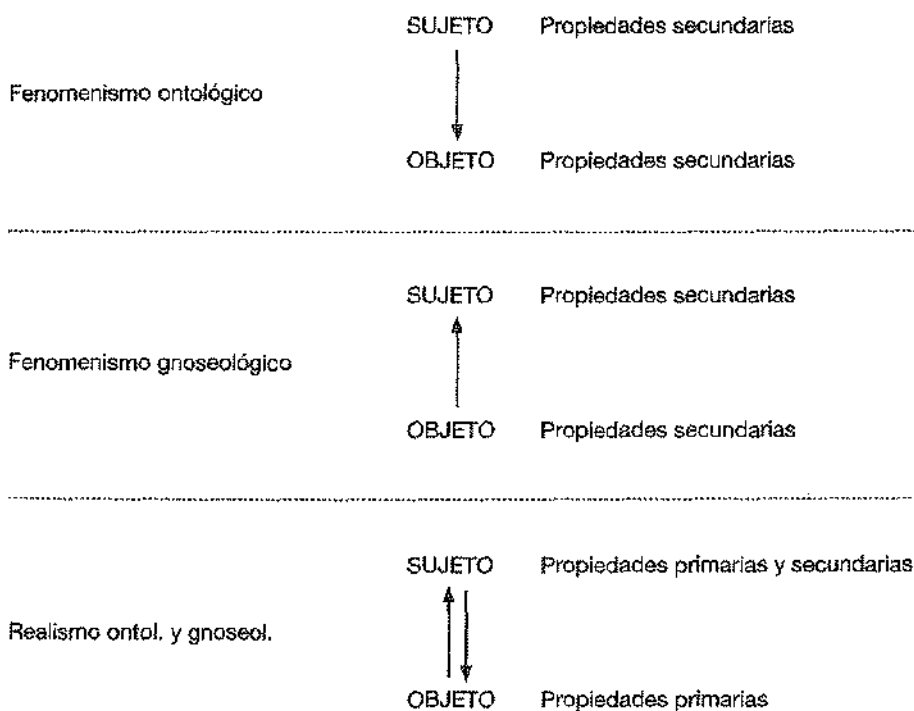 SUJETO Propiedades secundarias
Fenomenismo ontológico
OBJETO Propiedades secundarias
SUJETO Propiedades secundarias
Fenomenismo gnoseológico
OBJETO Propiedades secundarias
SUJETO Propiedades primarias y secundarias
Realismo ontol. y gnoseol.
OBJETO Propiedades primarias